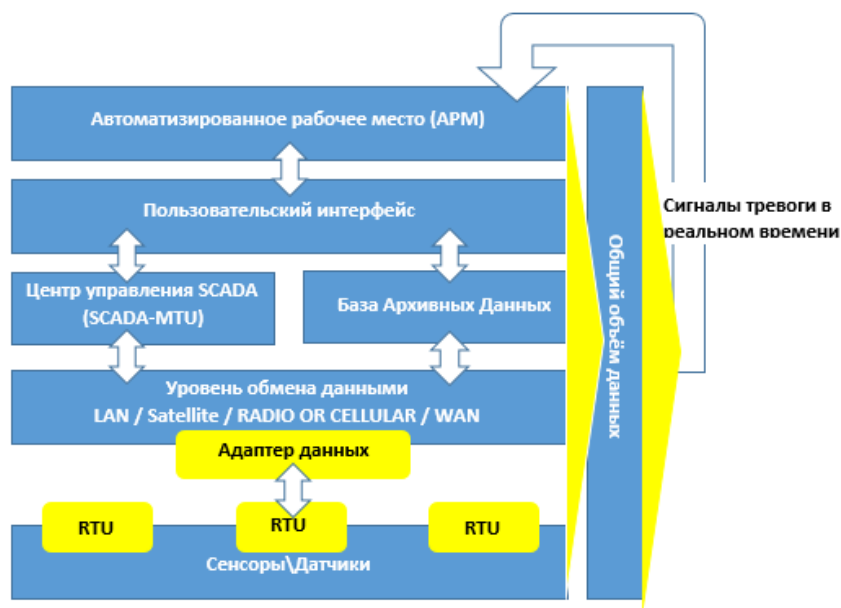 Автоматизированное рабочее место (АРМ)
Пользовательский интерфейс
Сигналы тревоги в
реальном времени
Центр управления SCADA
(SCADA-MTU)
База Архивных Данных
Общий объём данных
Уровень обмена данными
LAN / Satellite / RADIO OR CELLULAR / WAN
Адаптер данных
RTU
RTU
RTU
Сенсоры\Датчики